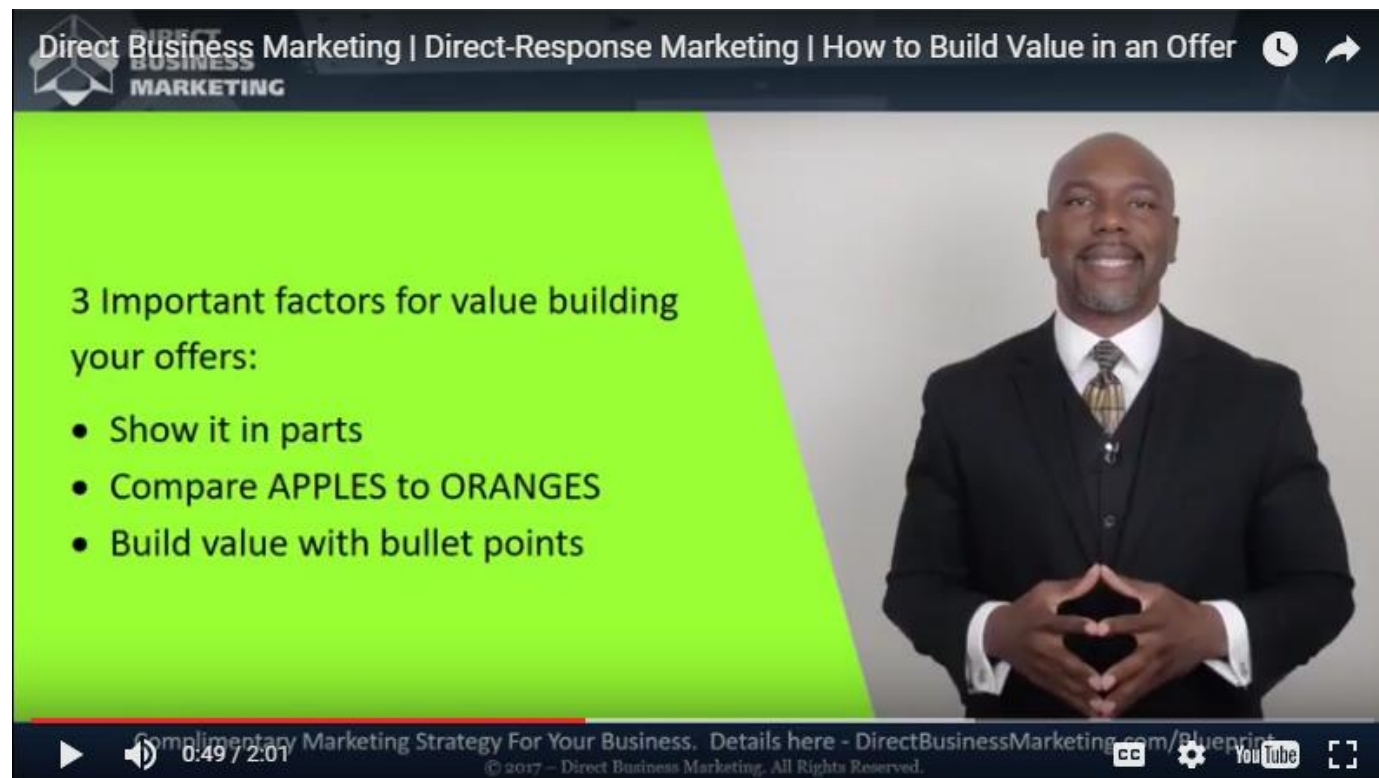 Direct Business Marketing | Direct-Response Marketing | How to Build Value in an Offer
DIRECT
BUSINESS
MARKETING
3 Important factors for value building
your offers:
• Show it in parts
• Compare APPLES to ORANGES
• Build value with bullet points
Complimentary Marketing Strategy For Your Business. Details here - DirectBusinessMarketing.com/Blueprint
0:49 / 2:01
CC
YouTube
© 2017 – Direct Business Marketing. All Rights Reserved.